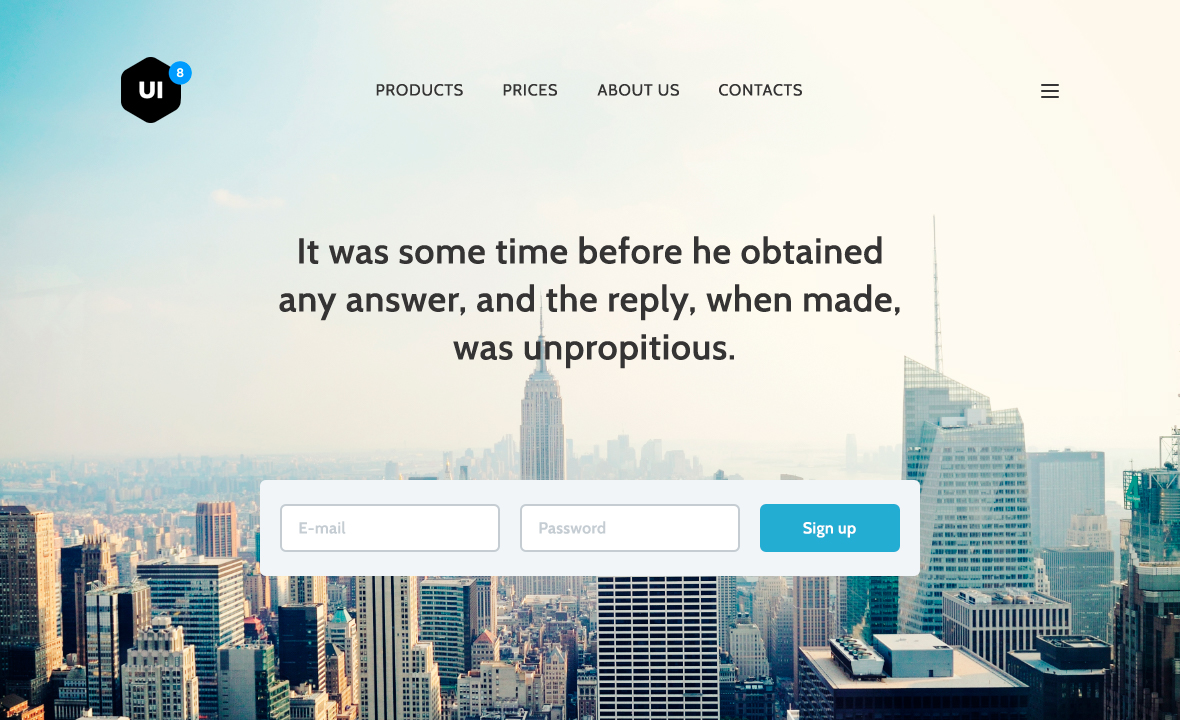 UI 8
PRODUCTS PRICES ABOUT US CONTACTS
It was some time before he obtained
any answer, and the reply, when made,
was unpropitious.
E-mail Password Sign up